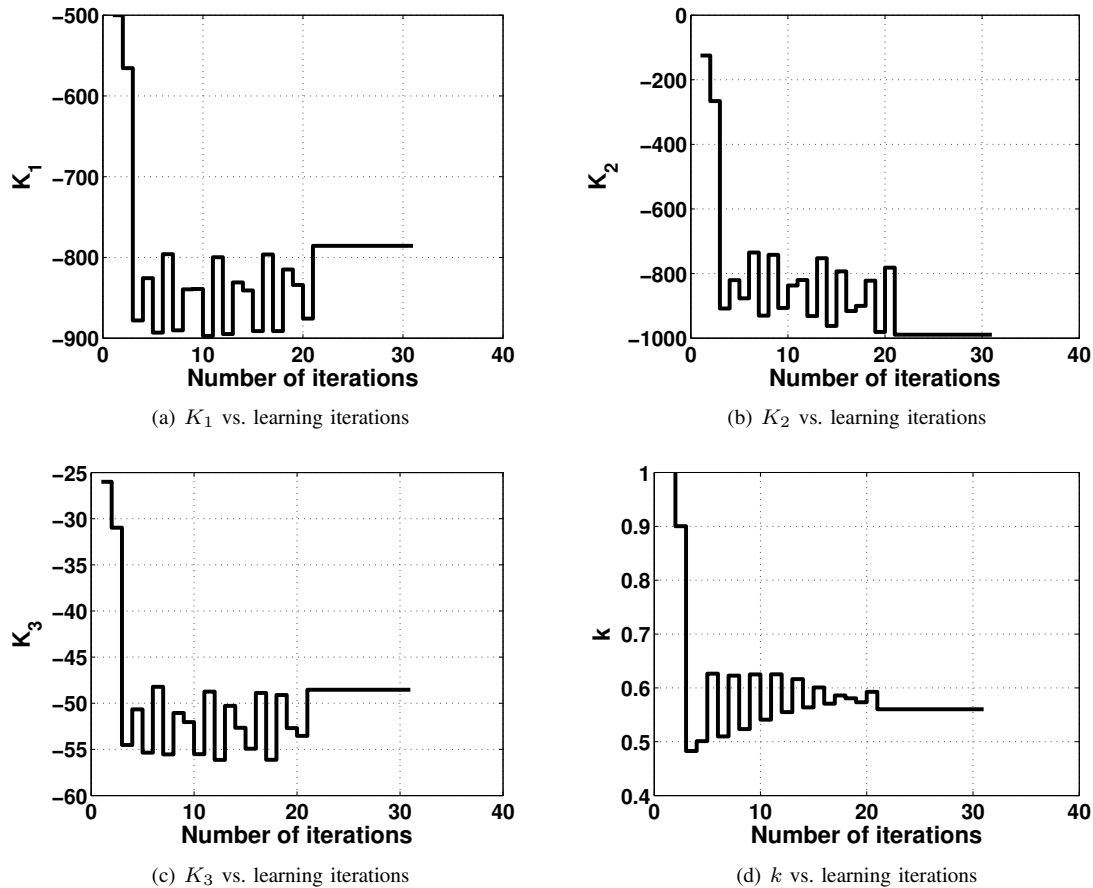 −500
−600
−700
−800
−900
K1
0 10 20 30 40
Number of iterations
(a) K1 vs. learning iterations
0
−200
−400
−600
−800
−1000
K2
0 10 20 30 40
Number of iterations
(b) K2 vs. learning iterations
−25
−30
−35
−40
−45
−50
−55
−60
K3
0 10 20 30 40
Number of iterations
(c) K3 vs. learning iterations
1
0.9
0.8
0.7
0.6
0.5
0.4
k
0 10 20 30 40
Number of iterations
(d) k vs. learning iterations